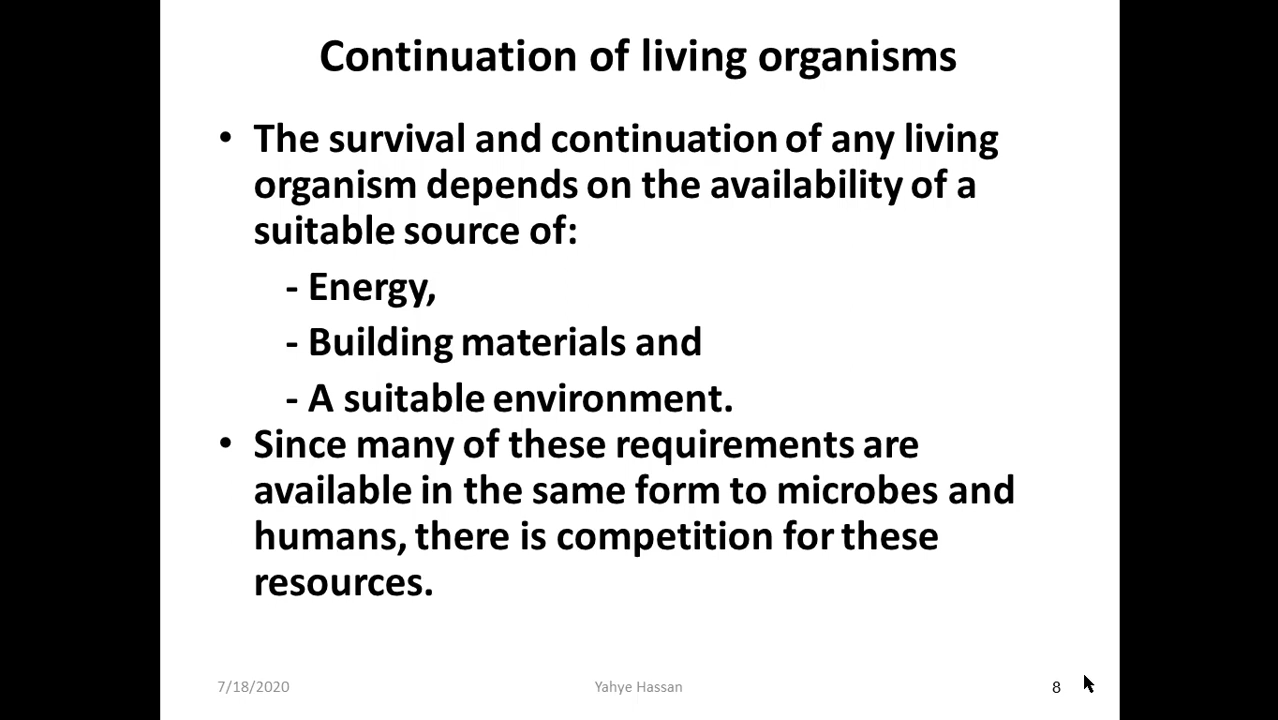 Continuation of living organisms
• The survival and continuation of any living
organism depends on the availability of a
suitable source of:
- Energy,
- Building materials and
- A suitable environment.
• Since many of these requirements are
available in the same form to microbes and
humans, there is competition for these
resources.
7/18/2020 Yahye Hassan 8